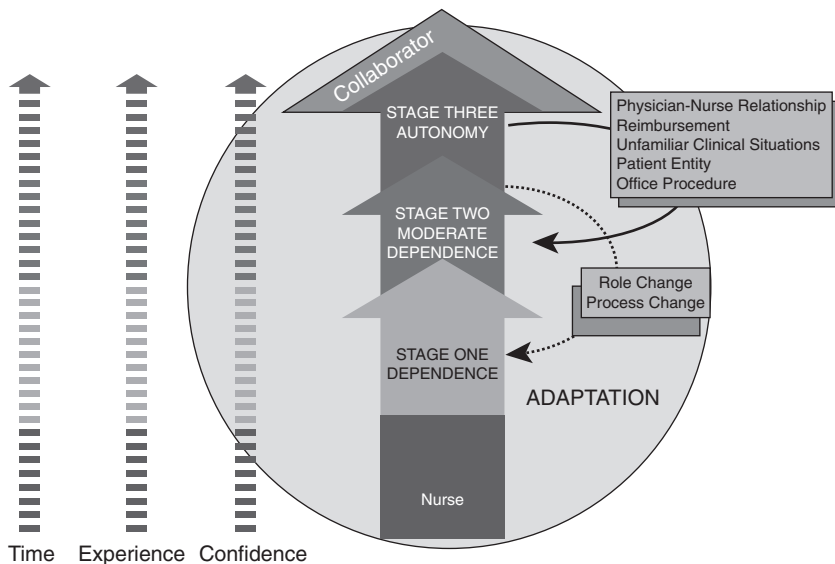 Collaborator
STAGE THREE
AUTONOMY
Physician-Nurse Relationship
Reimbursement
Unfamiliar Clinical Situations
Patient Entity
Office Procedure
STAGE TWO
MODERATE
DEPENDENCE
Role Change
Process Change
STAGE ONE
DEPENDENCE
ADAPTATION
Nurse
Time
Experience
Confidence